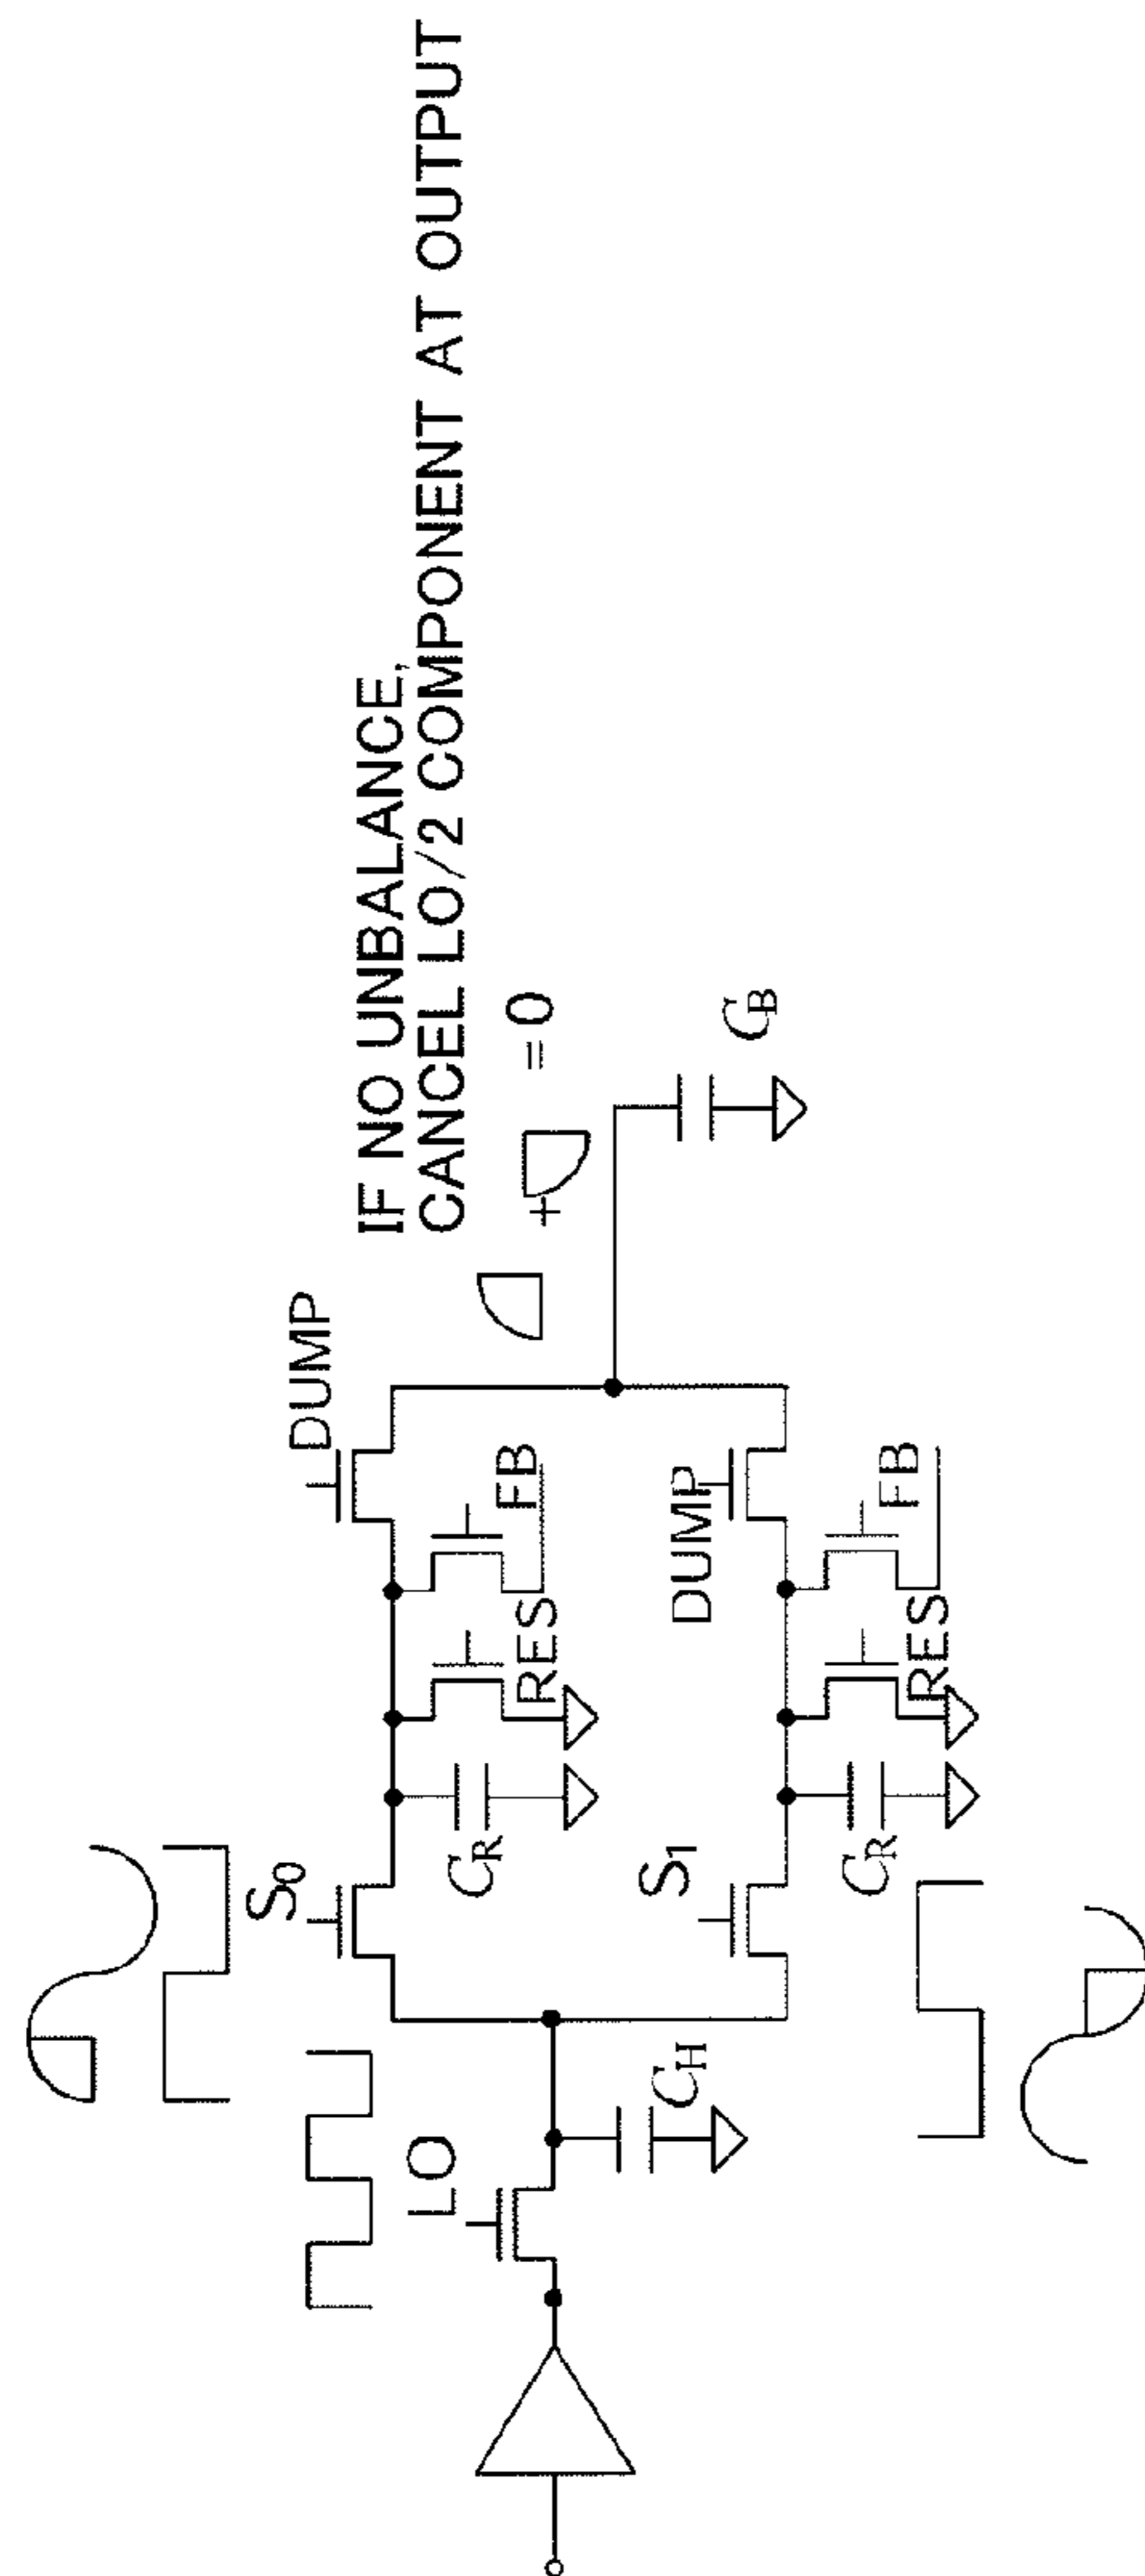 IF NO UNBALANCE,
CANCEL LO/2 COMPONENT AT OUTPUT
+ =0
DUMP
S0
FB
RES
CR
LO
CH
CB
S1
DUMP
FB
RES
CR